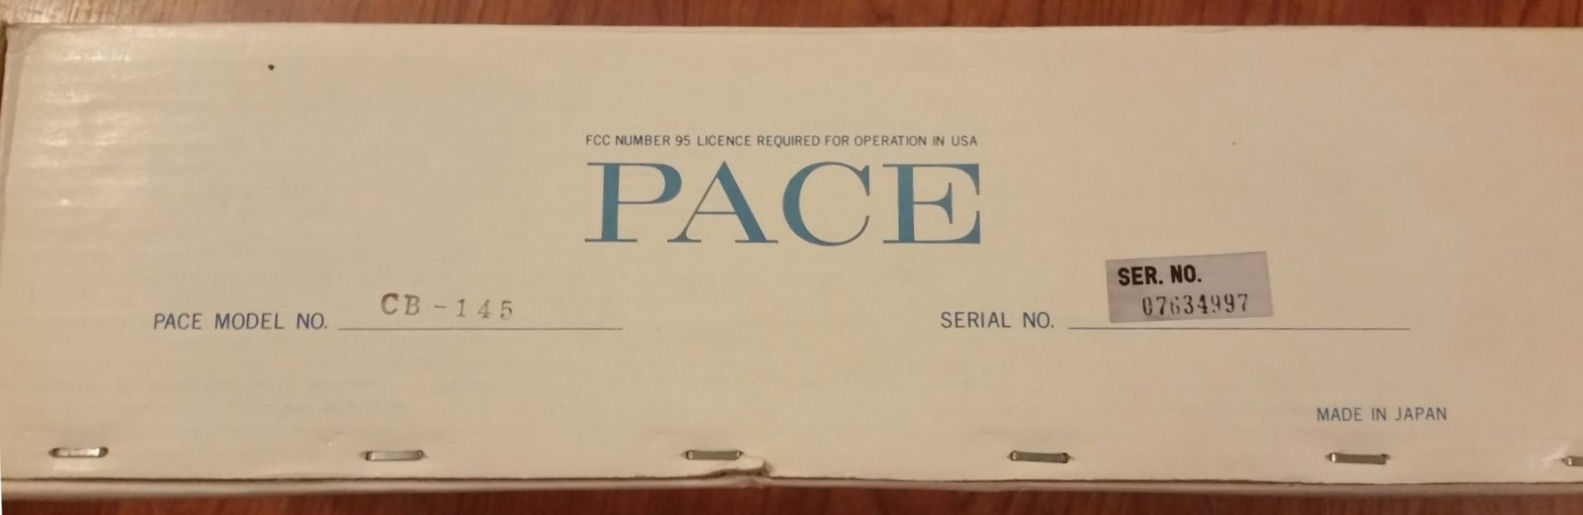 FCC NUMBER 95 LICENCE REQUIRED FOR OPERATION IN USA
PACE
PACE MODEL NO. CB-145
SERIAL NO. SER. NO.
07634997
MADE IN JAPAN